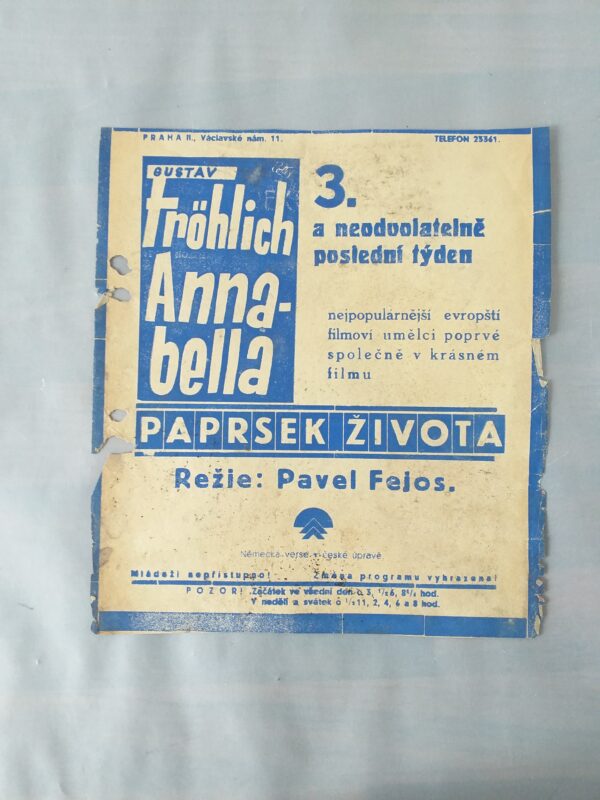 PRAHA II., Václavské nám. 11.
TELEFON 23361.
GUSTAV
Fröhlich
Anna-
bella
3.
a neodvolatelně
poslední týden
nejpopulárnější evropští
filmoví umělci poprvé
společně v krásném
filmu
PAPRSEK ŽIVOTA
Režie: Pavel Fejos.
Německá verse v české úpravě
Mládeži nepřístupno! Změna programu vyhrazena!
POZOR! Začátek ve všední den o 3, 1/26, 81/4 hod.
V neděli a svátek o 1/211, 2, 4, 6 a 8 hod.